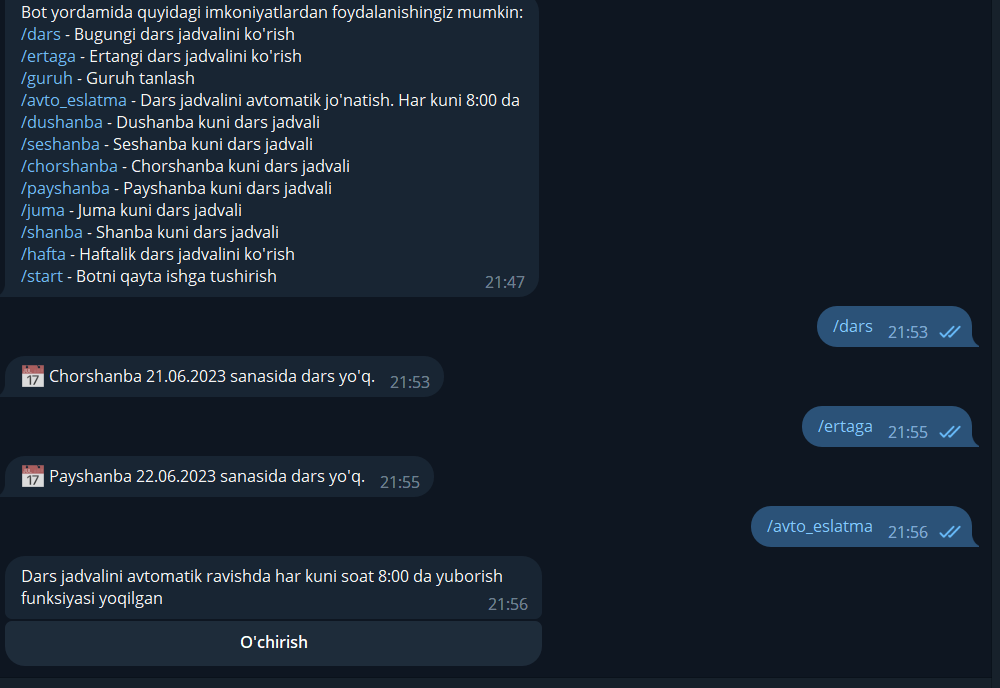 Bot yordamida quyidagi imkoniyatlardan foydalanishingiz mumkin:
/dars - Bugungi dars jadvalini ko'rish
/ertaga - Ertangi dars jadvalini ko'rish
/guruh - Guruh tanlash
/avto_eslatma - Dars jadvalini avtomatik jo'natish. Har kuni 8:00 da
/dushanba - Dushanba kuni dars jadvali
/seshanba - Seshanba kuni dars jadvali
/chorshanba - Chorshanba kuni dars jadvali
/payshanba - Payshanba kuni dars jadvali
/juma - Juma kuni dars jadvali
/shanba - Shanba kuni dars jadvali
/hafta - Haftalik dars jadvalini ko'rish
/start - Botni qayta ishga tushirish
21:47
/dars 21:53
17 Chorshanba 21.06.2023 sanasida dars yo'q. 21:53
/ertaga 21:55
17 Payshanba 22.06.2023 sanasida dars yo'q. 21:55
/avto_eslatma 21:56
Dars jadvalini avtomatik ravishda har kuni soat 8:00 da yuborish
funksiyasi yoqilgan
21:56
O'chirish